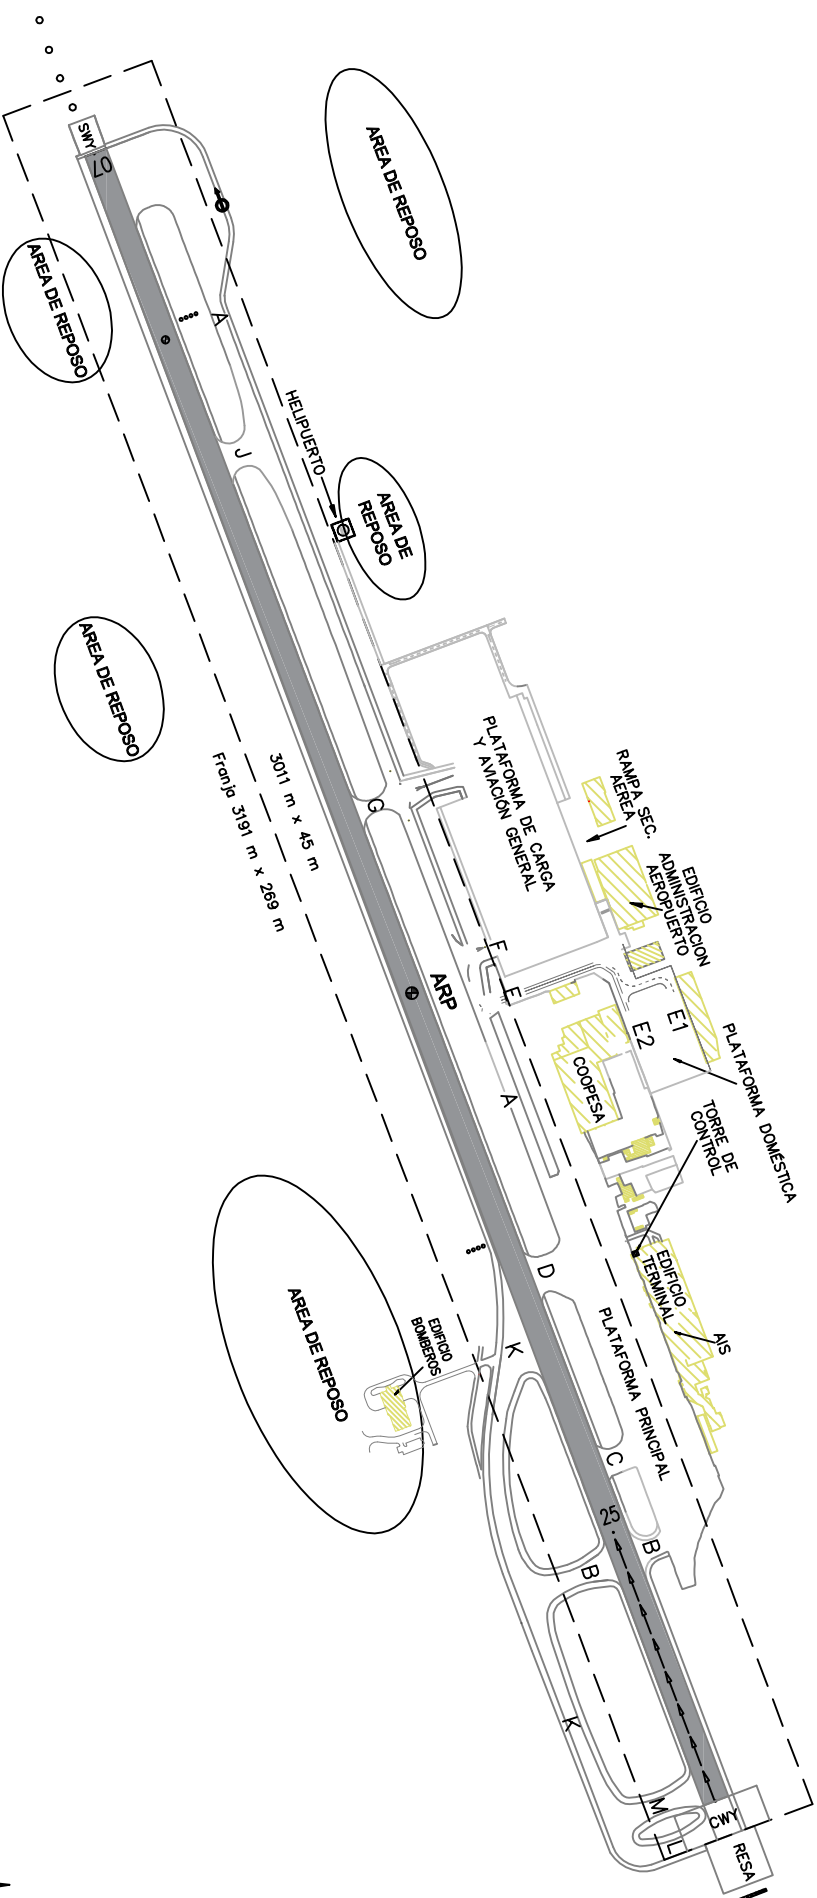 SWY
07
AREA DE REPOSO
AREA DE REPOSO
A
J
HELIPUERTO
AREA DE
REPOSO
AREA DE REPOSO
3011 m x 45 m
Franja 3191 m x 269 m
G
PLATAFORMA DE CARGA
Y AVIACIÓN GENERAL
RAMPA SEC.
AEREA
EDIFICIO
ADMINISTRACION
AEROPUERTO
F
E
ARP
E1
E2
PLATAFORMA DOMÉSTICA
COOPESA
A
TORRE DE
CONTROL
D
EDIFICIO
TERMINAL
AIS
PLATAFORMA PRINCIPAL
AREA DE REPOSO
EDIFICIO
BOMBEROS
K
C
25
B
B
K
M
L
CWY
RESA